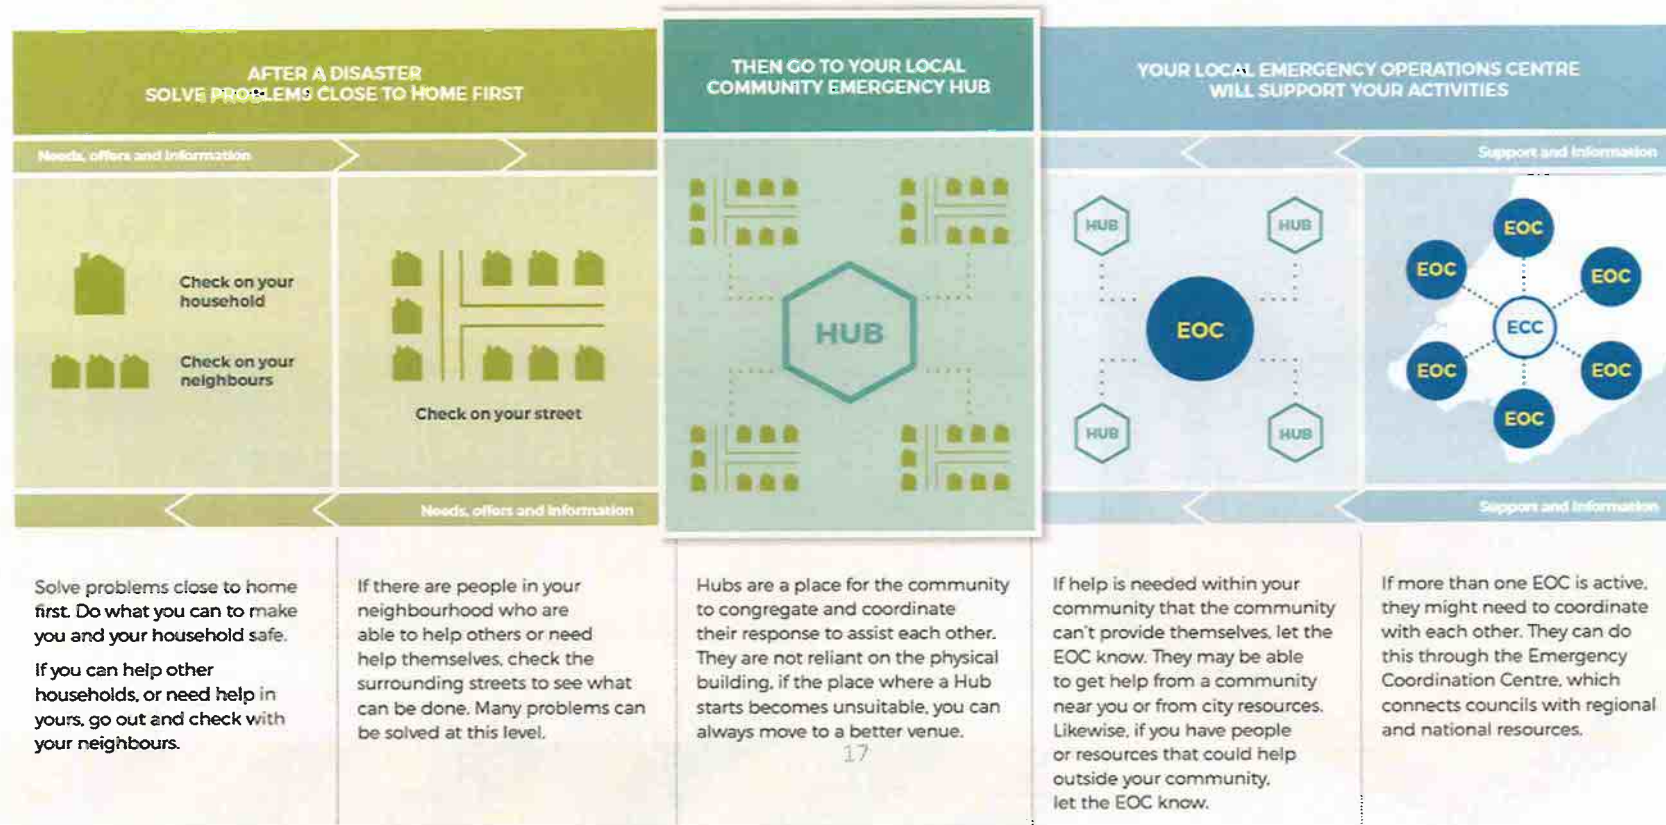 AFTER A DISASTER
SOLVE PROBLEMS CLOSE TO HOME FIRST
THEN GO TO YOUR LOCAL
COMMUNITY EMERGENCY HUB
YOUR LOCAL EMERGENCY OPERATIONS CENTRE
WILL SUPPORT YOUR ACTIVITIES
Needs, offers and information
Support and information
Check on your
household
Check on your
neighbours
Check on your street
HUB
HUB
HUB
EOC
HUB
HUB
EOC
EOC
EOC
ECC
EOC
EOC
EOC
Needs, offers and information
Support and information
Solve problems close to home
first. Do what you can to make
you and your household safe.
If you can help other
households, or need help in
yours, go out and check with
your neighbours.
If there are people in your
neighbourhood who are
able to help others or need
help themselves, check the
surrounding streets to see what
can be done. Many problems can
be solved at this level.
Hubs are a place for the community
to congregate and coordinate
their response to assist each other.
They are not reliant on the physical
building, if the place where a Hub
starts becomes unsuitable, you can
always move to a better venue.
17
If help is needed within your
community that the community
can't provide themselves, let the
EOC know. They may be able
to get help from a community
near you or from city resources.
Likewise, if you have people
or resources that could help
outside your community,
let the EOC know.
If more than one EOC is active,
they might need to coordinate
with each other. They can do
this through the Emergency
Coordination Centre, which
connects councils with regional
and national resources.